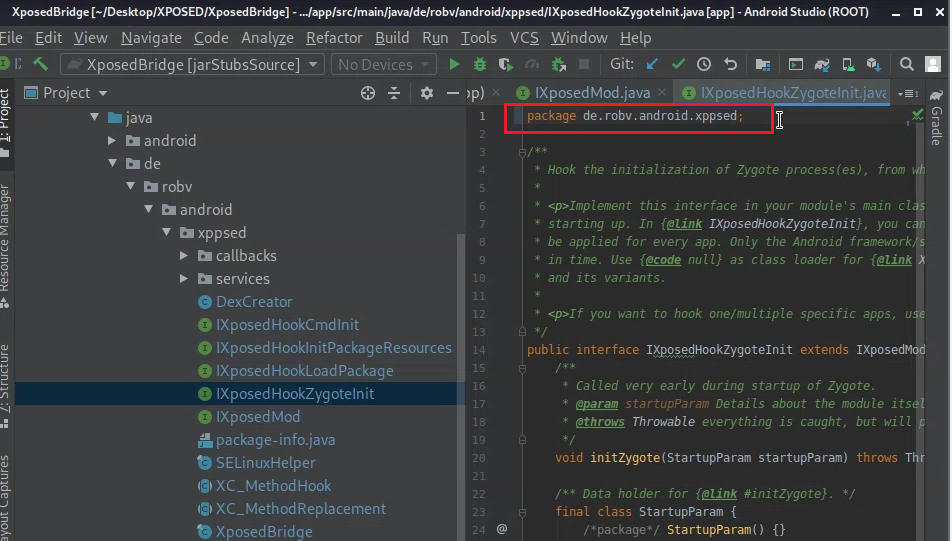 XposedBridge [~/Desktop/XPOSED/XposedBridge] - .../app/src/main/java/de/robv/android/xppsed/IXposedHookZygoteInit.java [app] - Android Studio (ROOT)
File Edit View Navigate Code Analyze Refactor Build Run Tools VCS Window Help
XposedBridge [jarStubsSource] No Devices Git:
Project
pp) IXposedMod.java IXposedHookZygoteInit.java
1
1: Project
Resource Manager
7: Structure
Layout Captures
Gradle
java
android
de
robv
android
xppsed
callbacks
services
DexCreator
IXposedHookCmdInit
IXposedHookInitPackageResources
IXposedHookLoadPackage
IXposedHookZygoteInit
IXposedMod
package-info.java
SELinuxHelper
XC_MethodHook
XC_MethodReplacement
XposedBridge
1 package de.robv.android.xppsed;
2
3 /**
4 * Hook the initialization of Zygote process(es), from wh
5 *
6 * <p>Implement this interface in your module's main clas
7 * starting up. In {@link IXposedHookZygoteInit}, you can
8 * be applied for every app. Only the Android framework/s
9 * in time. Use {@code null} as class loader for {@link X
10 * and its variants.
11 *
12 * <p>If you want to hook one/multiple specific apps, use
13 */
14 public interface IXposedHookZygoteInit extends IXposedMod
15 /**
16 * Called very early during startup of Zygote.
17 * @param startupParam Details about the module itsel
18 * @throws Throwable everything is caught, but will p
19 */
20 void initZygote(StartupParam startupParam) throws Thr
21
22 /** Data holder for {@link #initZygote}. */
23 final class StartupParam {
24 @ /*package*/ StartupParam() {}